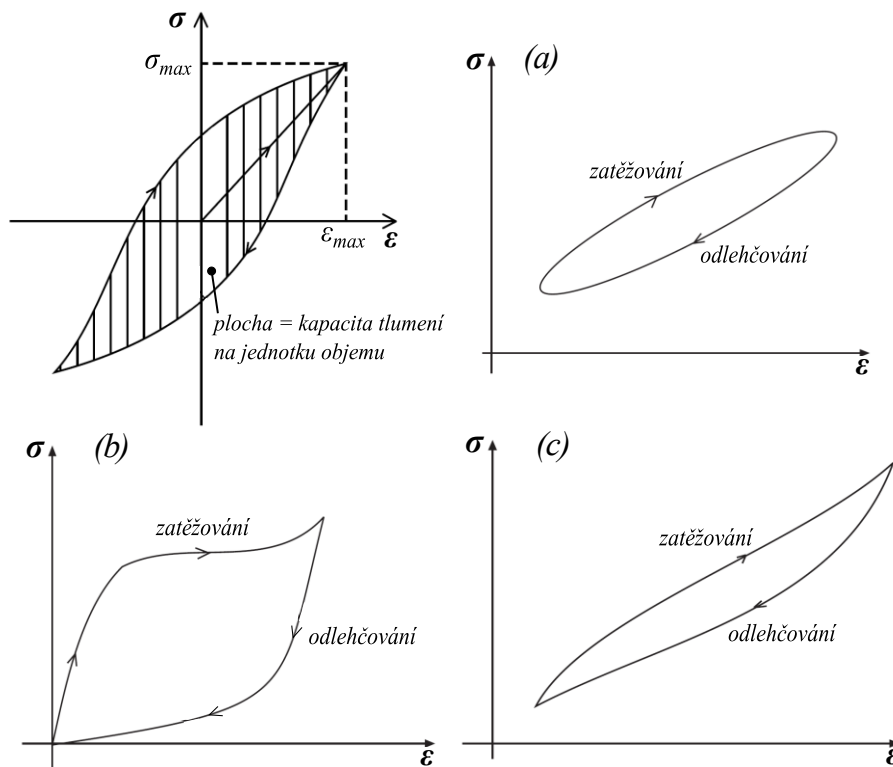 σ
σmax
εmax
ε
plocha = kapacita tlumení
na jednotku objemu
σ
(a)
zatěžování
odlehčování
ε
σ
(b)
zatěžování
odlehčování
ε
σ
(c)
zatěžování
odlehčování
ε